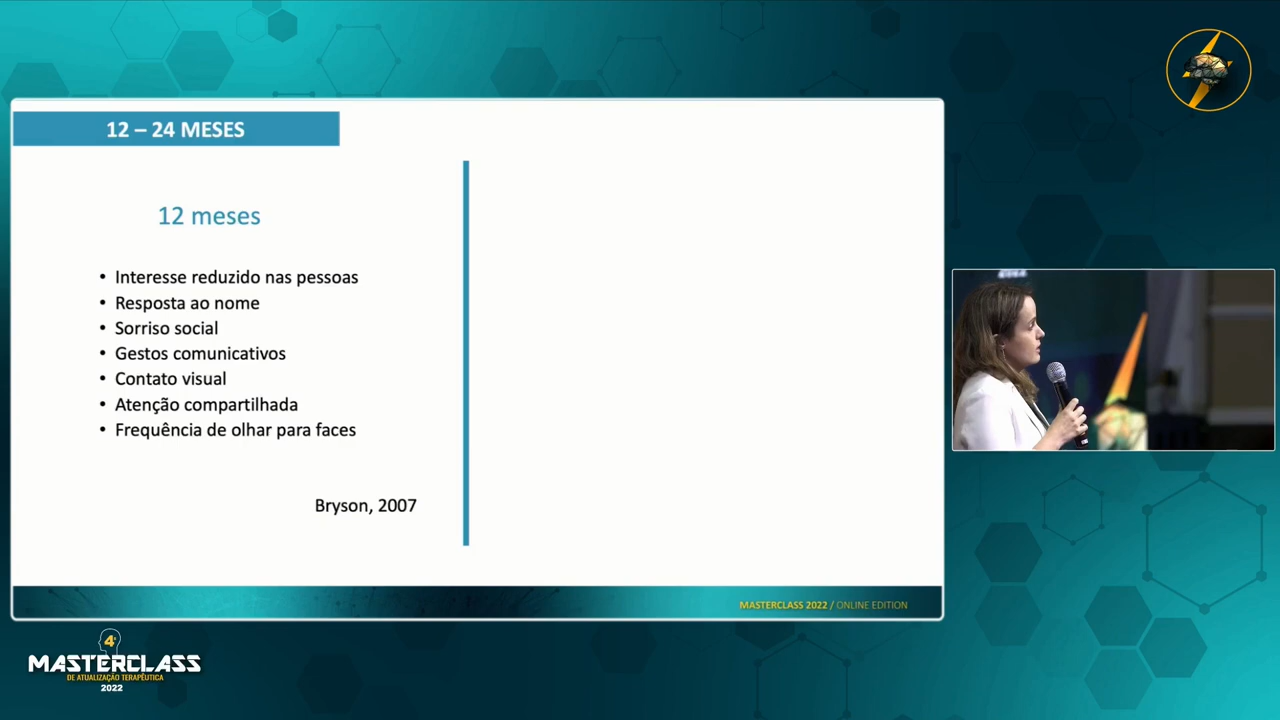 12 – 24 MESES
12 meses
• Interesse reduzido nas pessoas
• Resposta ao nome
• Sorriso social
• Gestos comunicativos
• Contato visual
• Atenção compartilhada
• Frequência de olhar para faces
Bryson, 2007
MASTERCLASS 2022 / ONLINE EDITION
4ª
MASTERCLASS
DE ATUALIZAÇÃO TERAPÊUTICA
2022